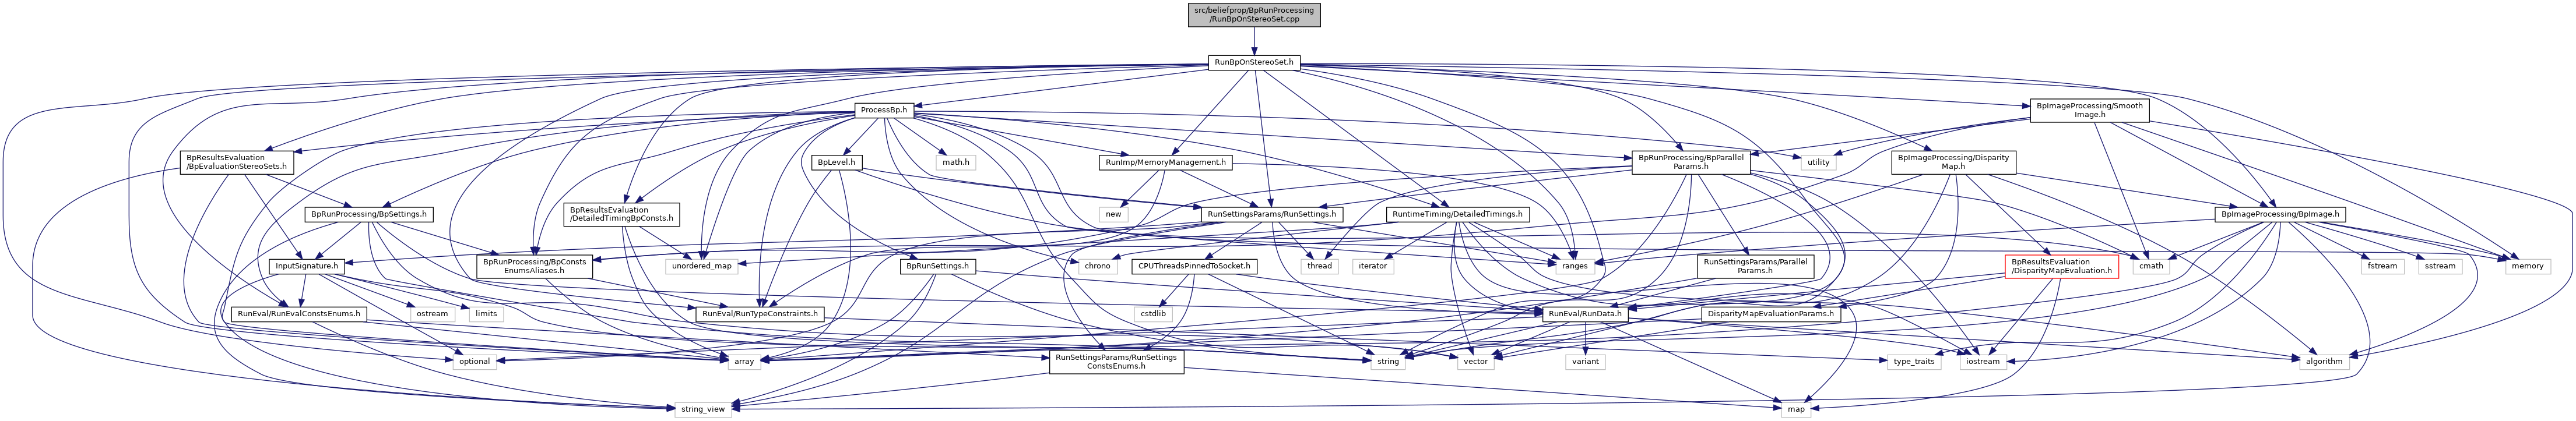 src/beliefprop/BpRunProcessing
/RunBpOnStereoSet.cpp
RunBpOnStereoSet.h
ProcessBp.h
BpImageProcessing/Smooth
Image.h
BpResultsEvaluation
/BpEvaluationStereoSets.h
BpLevel.h
math.h
RunImp/MemoryManagement.h
BpRunProcessing/BpParallel
Params.h
utility
BpImageProcessing/Disparity
Map.h
BpRunProcessing/BpSettings.h
BpResultsEvaluation
/DetailedTimingBpConsts.h
new
RunSettingsParams/RunSettings.h
RuntimeTiming/DetailedTimings.h
BpImageProcessing/BpImage.h
InputSignature.h
BpRunProcessing/BpConsts
EnumsAliases.h
unordered_map
BpRunSettings.h
chrono
CPUThreadsPinnedToSocket.h
thread
iterator
ranges
RunSettingsParams/Parallel
Params.h
BpResultsEvaluation
/DisparityMapEvaluation.h
cmath
fstream
sstream
memory
RunEval/RunEvalConstsEnums.h
ostream
limits
RunEval/RunTypeConstraints.h
cstdlib
RunEval/RunData.h
DisparityMapEvaluationParams.h
optional
array
RunSettingsParams/RunSettings
ConstsEnums.h
string
vector
variant
type_traits
iostream
algorithm
string_view
map